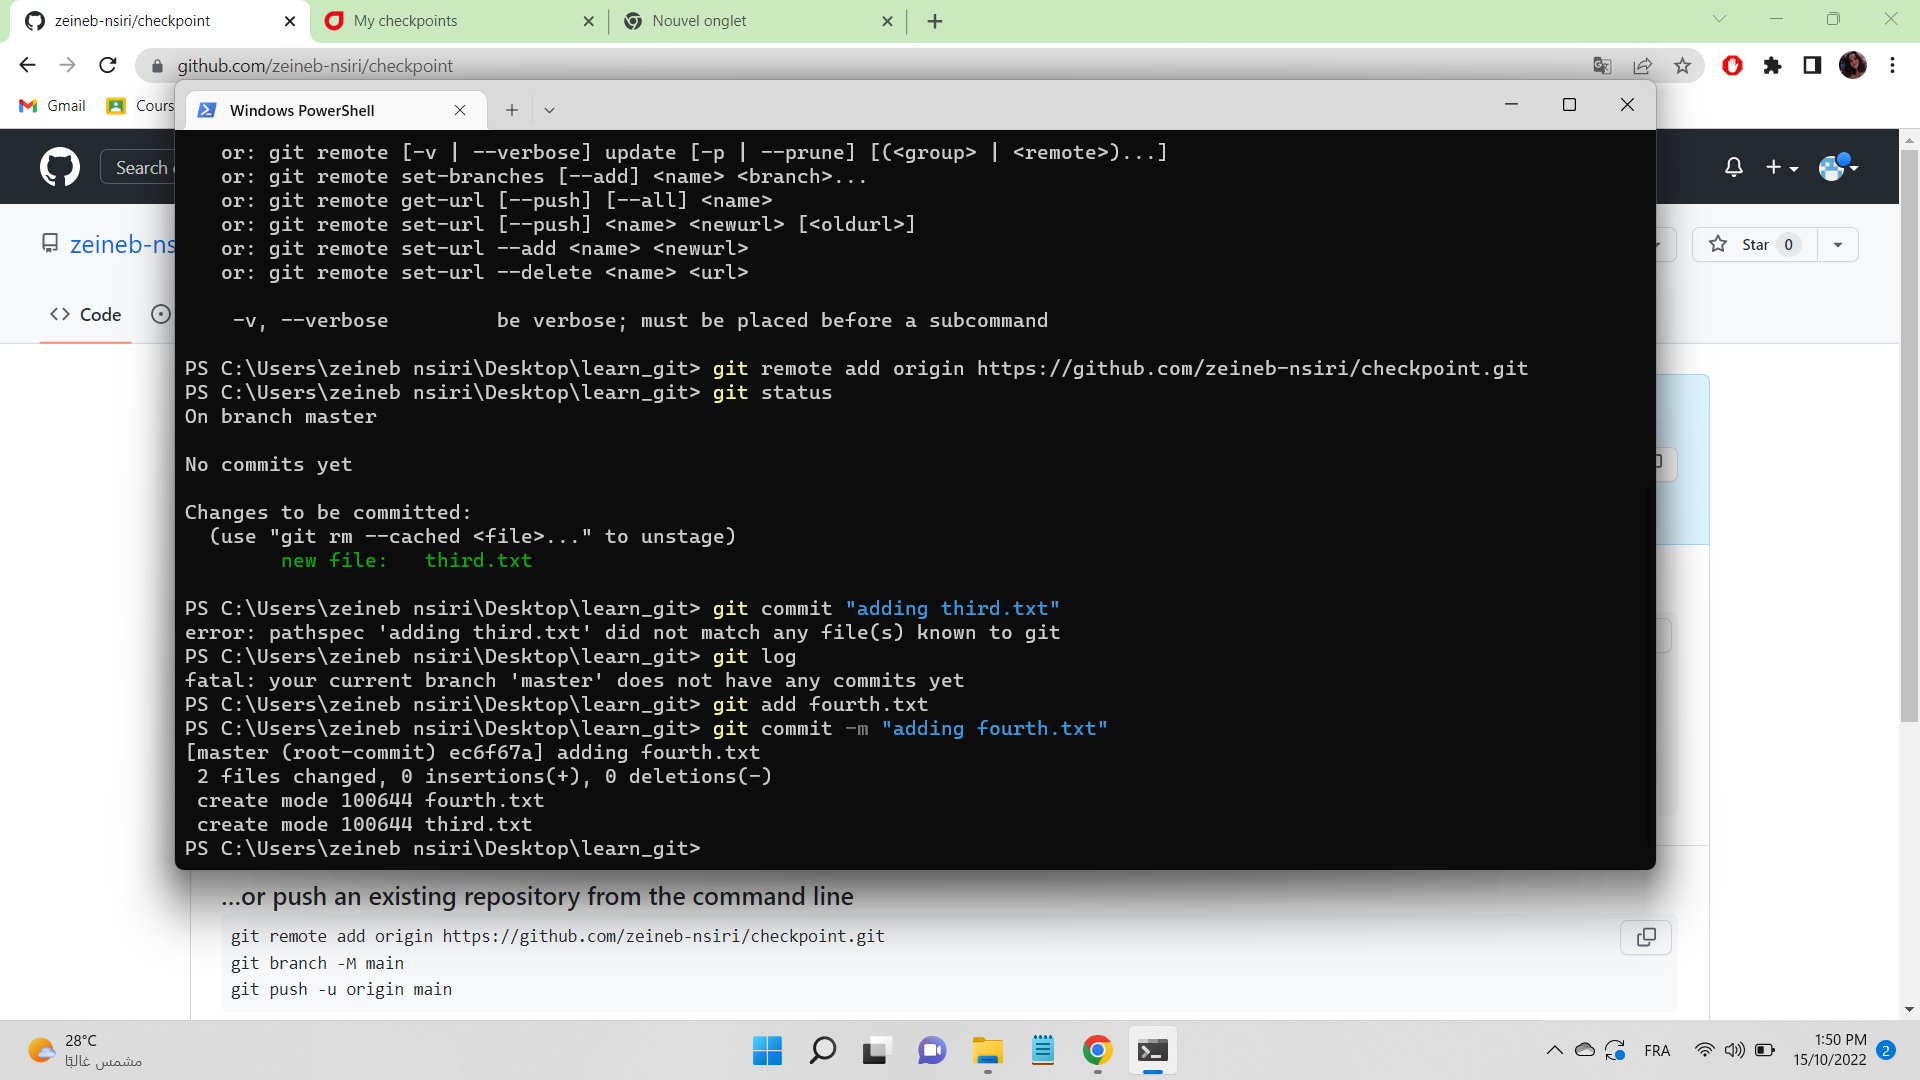 zeineb-nsiri/checkpoint
My checkpoints
Nouvel onglet
github.com/zeineb-nsiri/checkpoint
Gmail
Cours
Windows PowerShell
or: git remote [-v | --verbose] update [-p | --prune] [(<group> | <remote>)...]
or: git remote set-branches [--add] <name> <branch>...
or: git remote get-url [--push] [--all] <name>
or: git remote set-url [--push] <name> <newurl> [<oldurl>]
or: git remote set-url --add <name> <newurl>
or: git remote set-url --delete <name> <url>
-v, --verbose be verbose; must be placed before a subcommand
PS C:\Users\zeineb nsiri\Desktop\learn_git> git remote add origin https://github.com/zeineb-nsiri/checkpoint.git
PS C:\Users\zeineb nsiri\Desktop\learn_git> git status
On branch master
No commits yet
Changes to be committed:
(use "git rm --cached <file>..." to unstage)
new file: third.txt
PS C:\Users\zeineb nsiri\Desktop\learn_git> git commit "adding third.txt"
error: pathspec 'adding third.txt' did not match any file(s) known to git
PS C:\Users\zeineb nsiri\Desktop\learn_git> git log
fatal: your current branch 'master' does not have any commits yet
PS C:\Users\zeineb nsiri\Desktop\learn_git> git add fourth.txt
PS C:\Users\zeineb nsiri\Desktop\learn_git> git commit -m "adding fourth.txt"
[master (root-commit) ec6f67a] adding fourth.txt
2 files changed, 0 insertions(+), 0 deletions(-)
create mode 100644 fourth.txt
create mode 100644 third.txt
PS C:\Users\zeineb nsiri\Desktop\learn_git>
Search
zeineb-ns
Star 0
Code
...or push an existing repository from the command line
git remote add origin https://github.com/zeineb-nsiri/checkpoint.git
git branch -M main
git push -u origin main
28°C
مشمس غالبًا
FRA
1:50 PM
15/10/2022
2